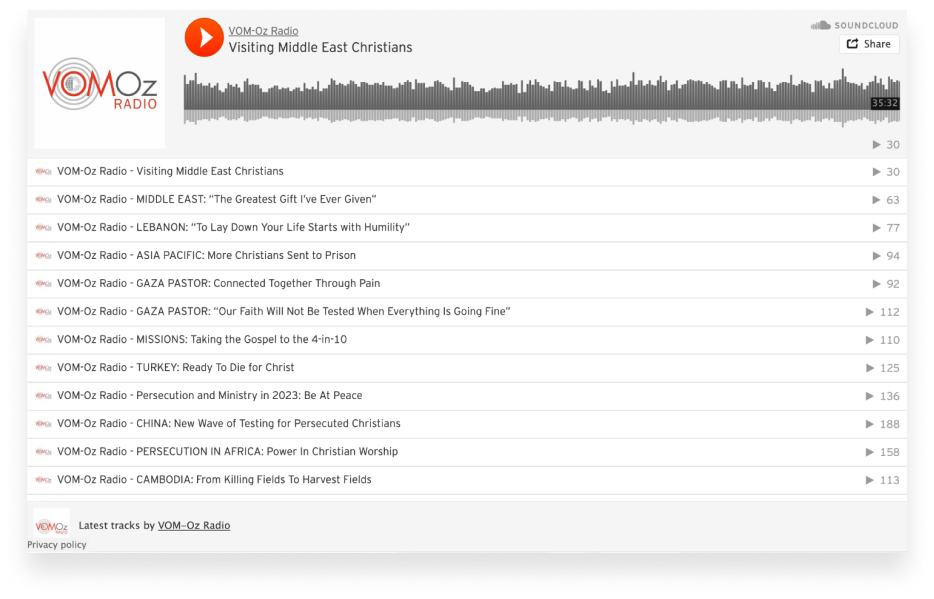 VOM-Oz Radio
SOUNDCLOUD
Visiting Middle East Christians
Share
VOMOz
RADIO
35:32
30
VOM-Oz Radio - Visiting Middle East Christians 30
VOM-Oz Radio - MIDDLE EAST: “The Greatest Gift I’ve Ever Given” 63
VOM-Oz Radio - LEBANON: “To Lay Down Your Life Starts with Humility” 77
VOM-Oz Radio - ASIA PACIFIC: More Christians Sent to Prison 94
VOM-Oz Radio - GAZA PASTOR: Connected Together Through Pain 92
VOM-Oz Radio - GAZA PASTOR: “Our Faith Will Not Be Tested When Everything Is Going Fine” 112
VOM-Oz Radio - MISSIONS: Taking the Gospel to the 4-in-10 110
VOM-Oz Radio - TURKEY: Ready To Die for Christ 125
VOM-Oz Radio - Persecution and Ministry in 2023: Be At Peace 136
VOM-Oz Radio - CHINA: New Wave of Testing for Persecuted Christians 188
VOM-Oz Radio - PERSECUTION IN AFRICA: Power In Christian Worship 158
VOM-Oz Radio - CAMBODIA: From Killing Fields To Harvest Fields 113
VOMOz
RADIO
Latest tracks by VOM-Oz Radio
Privacy policy